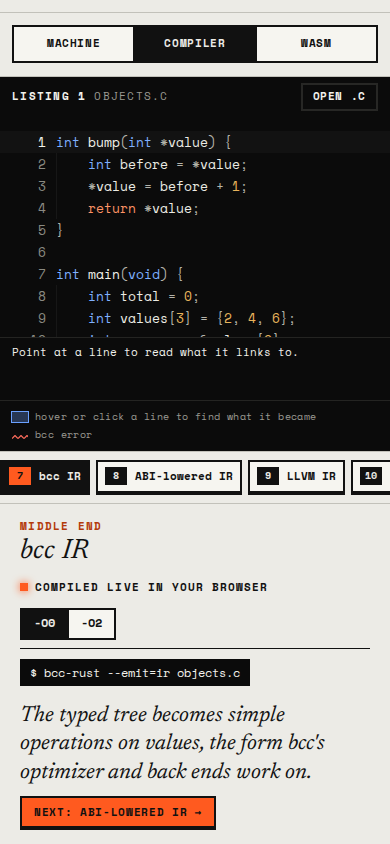 MACHINE COMPILER WASM
LISTING 1 OBJECTS.C OPEN .C
1 int bump(int *value) {
2 int before = *value;
3 *value = before + 1;
4 return *value;
5 }
6
7 int main(void) {
8 int total = 0;
9 int values[3] = {2, 4, 6};
Point at a line to read what it links to.
hover or click a line to find what it became
bcc error
7 bcc IR 8 ABI-lowered IR 9 LLVM IR 10
MIDDLE END
bcc IR
COMPILED LIVE IN YOUR BROWSER
-O0 -O2
$ bcc-rust --emit=ir objects.c
The typed tree becomes simple
operations on values, the form bcc's
optimizer and back ends work on.
NEXT: ABI-LOWERED IR →